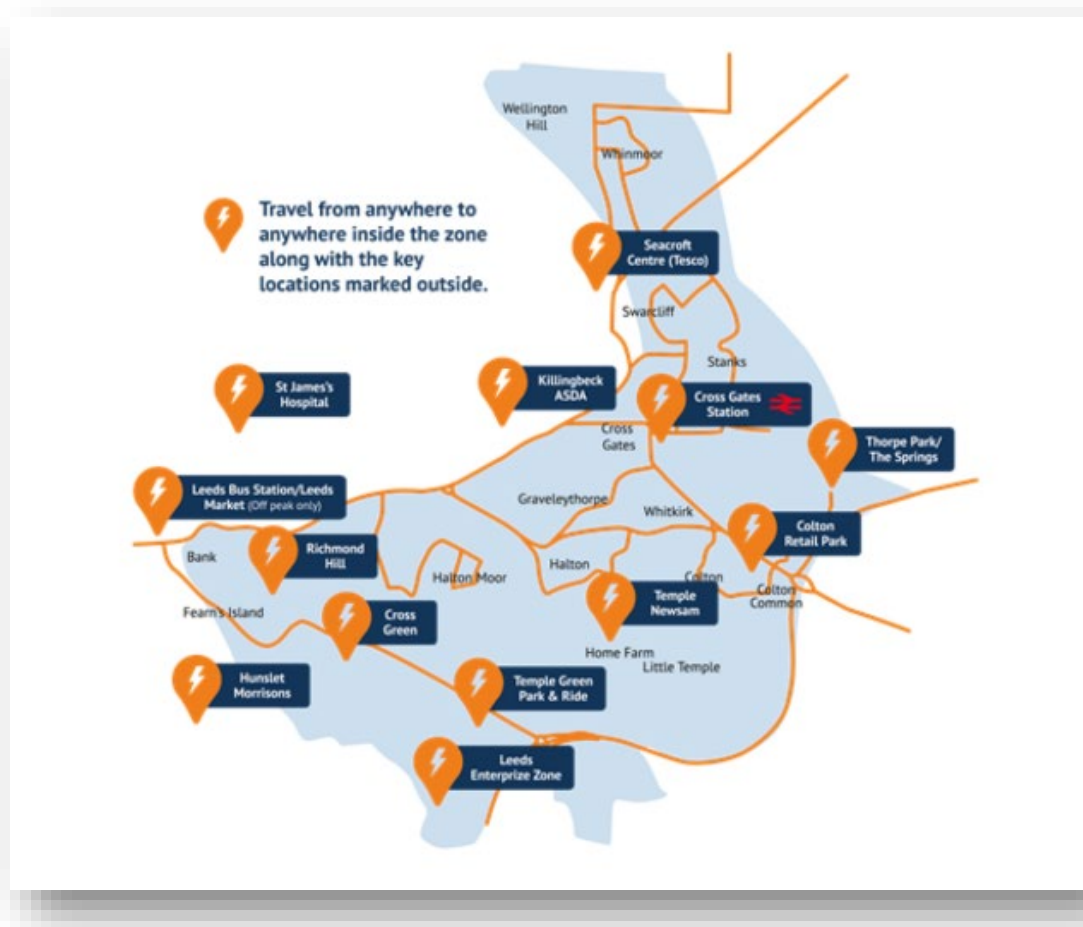 Wellington
Hill
Whinmoor
Travel from anywhere to
anywhere inside the zone
along with the key
locations marked outside.
Seacroft
Centre (Tesco)
Swarcliff
Stanks
St James's
Hospital
Killingbeck
ASDA
Cross Gates
Station
Cross
Gates
Thorpe Park/
The Springs
Leeds Bus Station/Leeds
Market (Off peak only)
Graveleythorpe
Whitkirk
Colton
Retail Park
Bank
Richmond
Hill
Halton Moor
Halton
Colton
Colton
Common
Temple
Newsam
Fearn's Island
Cross
Green
Home Farm
Little Temple
Hunslet
Morrisons
Temple Green
Park & Ride
Leeds
Enterprize Zone